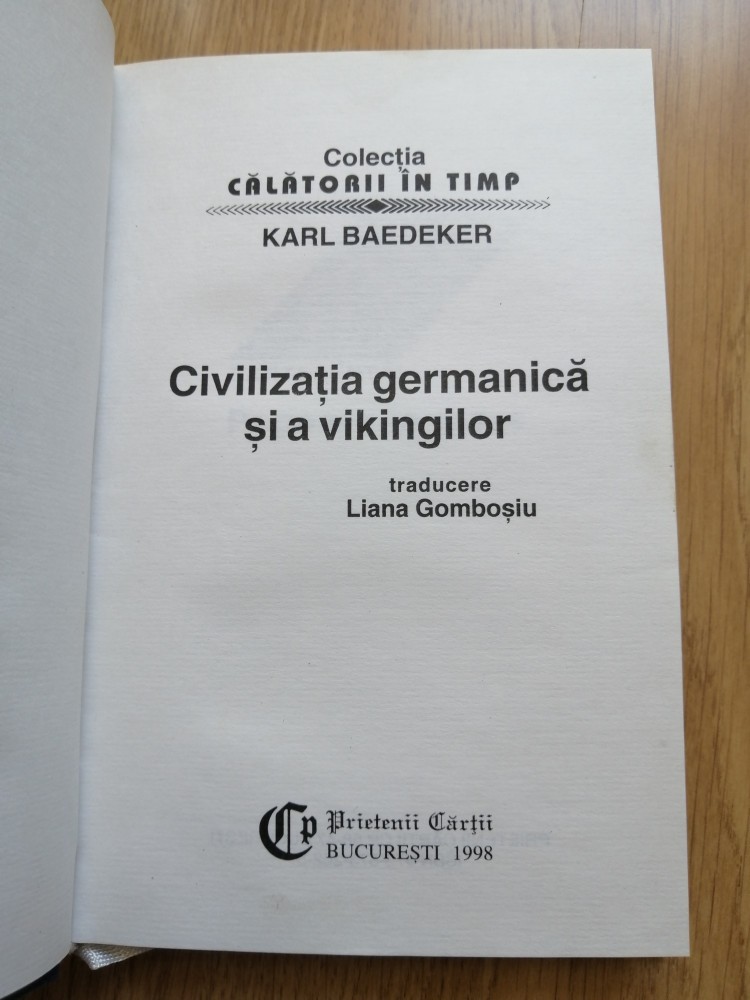 Colecția
CĂLĂTORII ÎN TIMP
KARL BAEDEKER
Civilizația germanică
și a vikingilor
traducere
Liana Gomboșiu
Cp Prietenii Cărții
BUCUREȘTI 1998